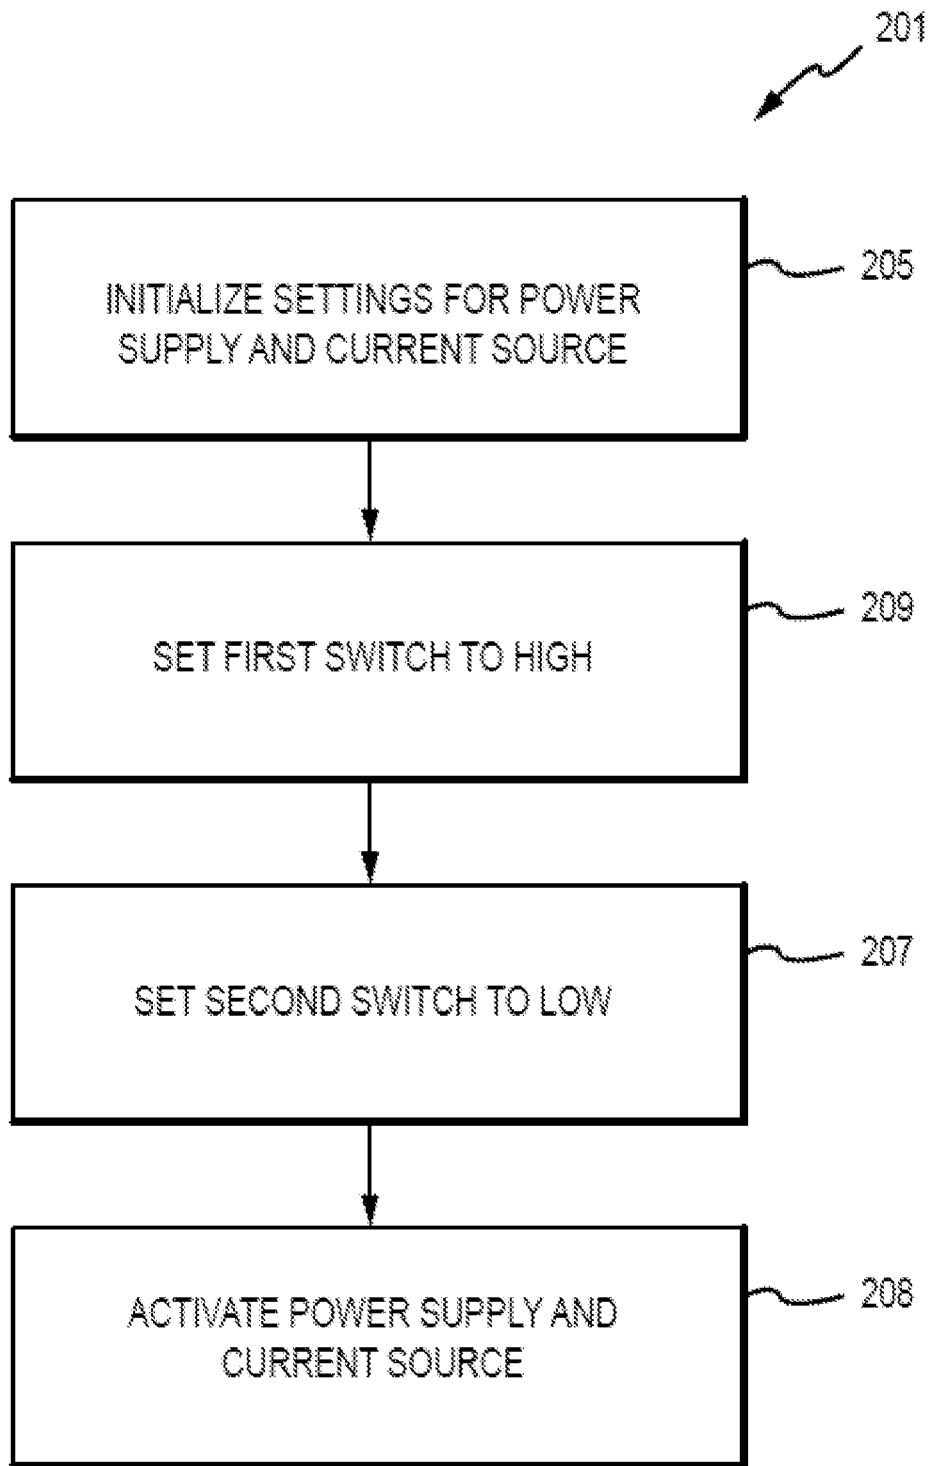 201
INITIALIZE SETTINGS FOR POWER
SUPPLY AND CURRENT SOURCE
205
SET FIRST SWITCH TO HIGH
209
SET SECOND SWITCH TO LOW
207
ACTIVATE POWER SUPPLY AND
CURRENT SOURCE
208